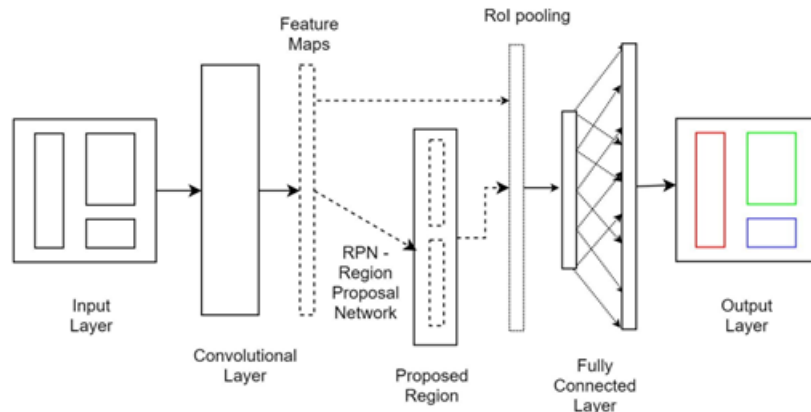 Feature
Maps
RoI pooling
Input
Layer
Convolutional
Layer
RPN -
Region
Proposal
Network
Proposed
Region
Fully
Connected
Layer
Output
Layer